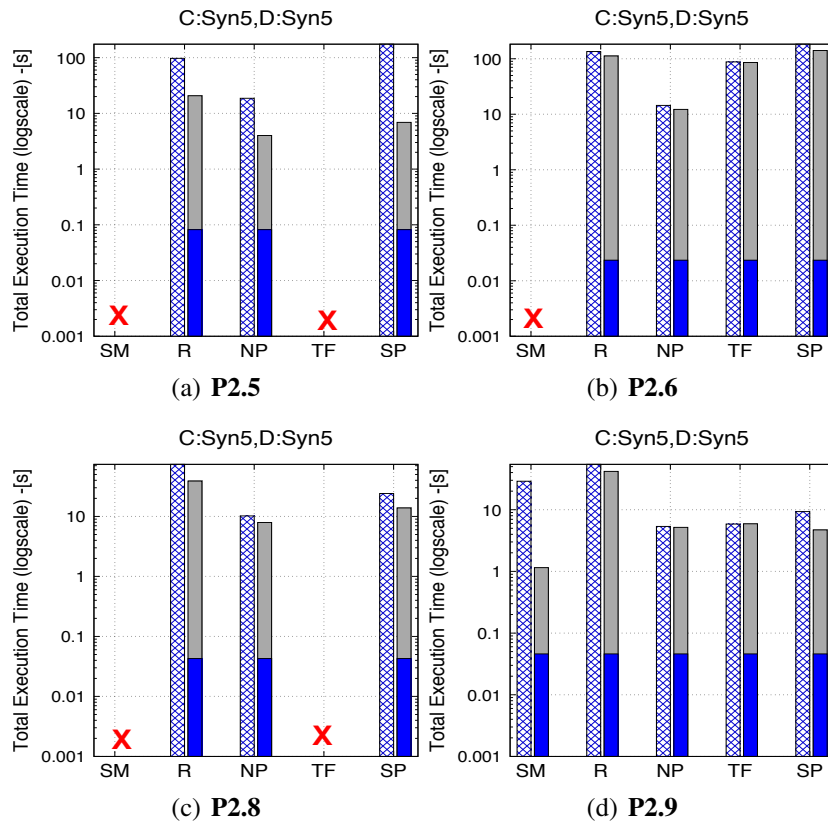 C:Syn5,D:Syn5
Total Execution Time (logscale) -[s]
100
10
1
0.1
0.01
0.001
X X
SM R NP TF SP
(a) P2.5
C:Syn5,D:Syn5
Total Execution Time (logscale) -[s]
100
10
1
0.1
0.01
0.001
X
SM R NP TF SP
(b) P2.6
C:Syn5,D:Syn5
Total Execution Time (logscale) -[s]
10
1
0.1
0.01
0.001
X X
SM R NP TF SP
(c) P2.8
C:Syn5,D:Syn5
Total Execution Time (logscale) -[s]
10
1
0.1
0.01
0.001
SM R NP TF SP
(d) P2.9